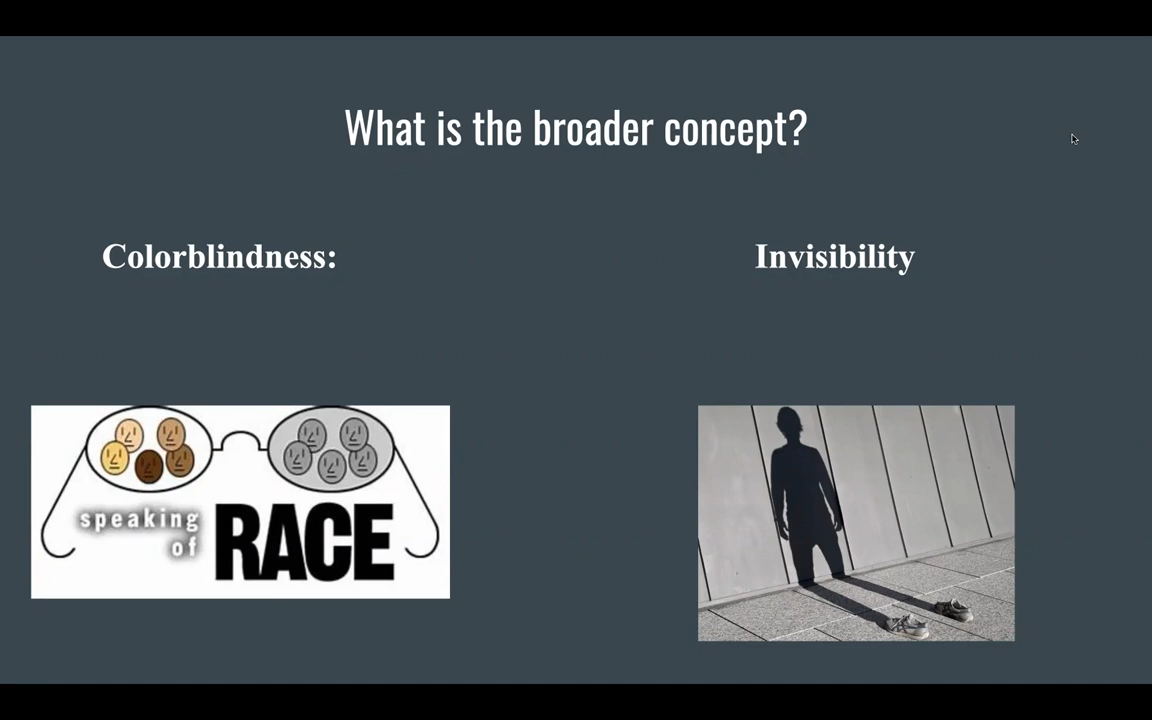 What is the broader concept?
Colorblindness:
Invisibility
speaking
of
RACE